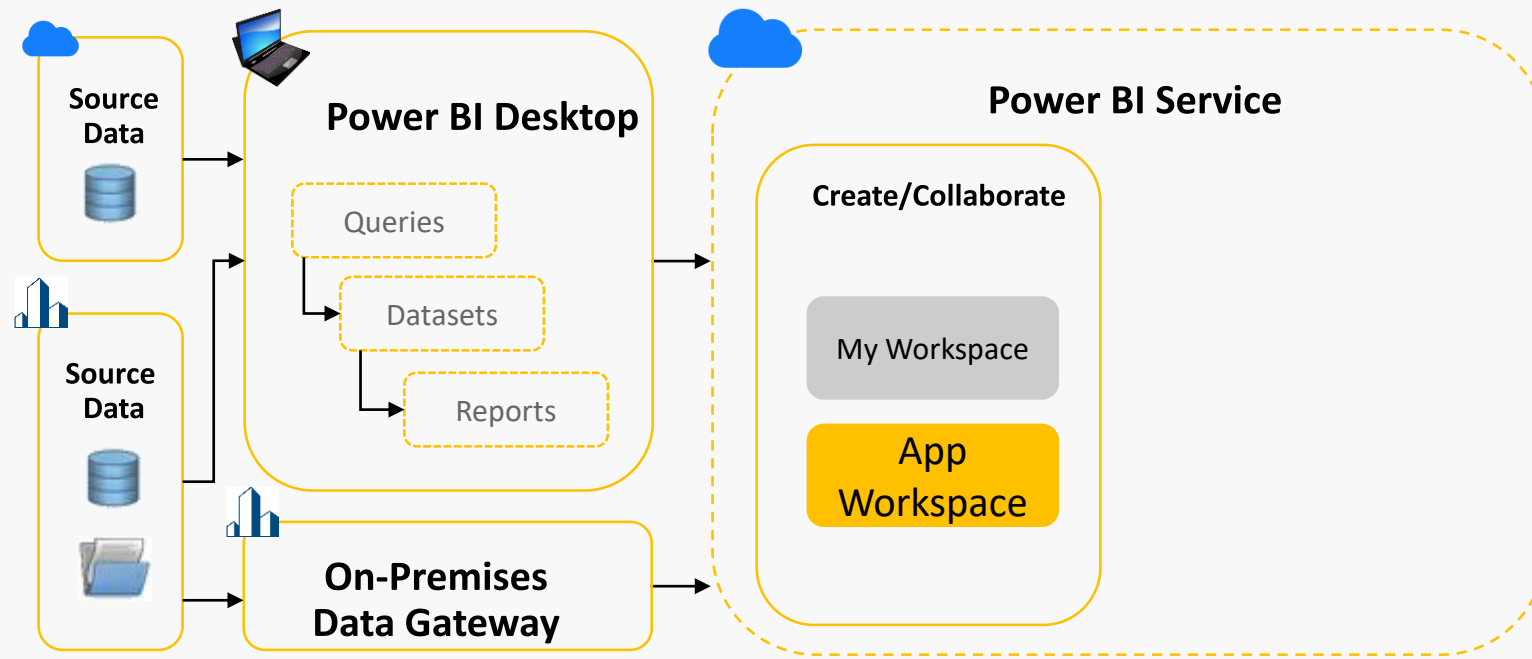 Source
Data
Power BI Desktop
Queries
Datasets
Reports
Source
Data
On-Premises
Data Gateway
Power BI Service
Create/Collaborate
My Workspace
App
Workspace